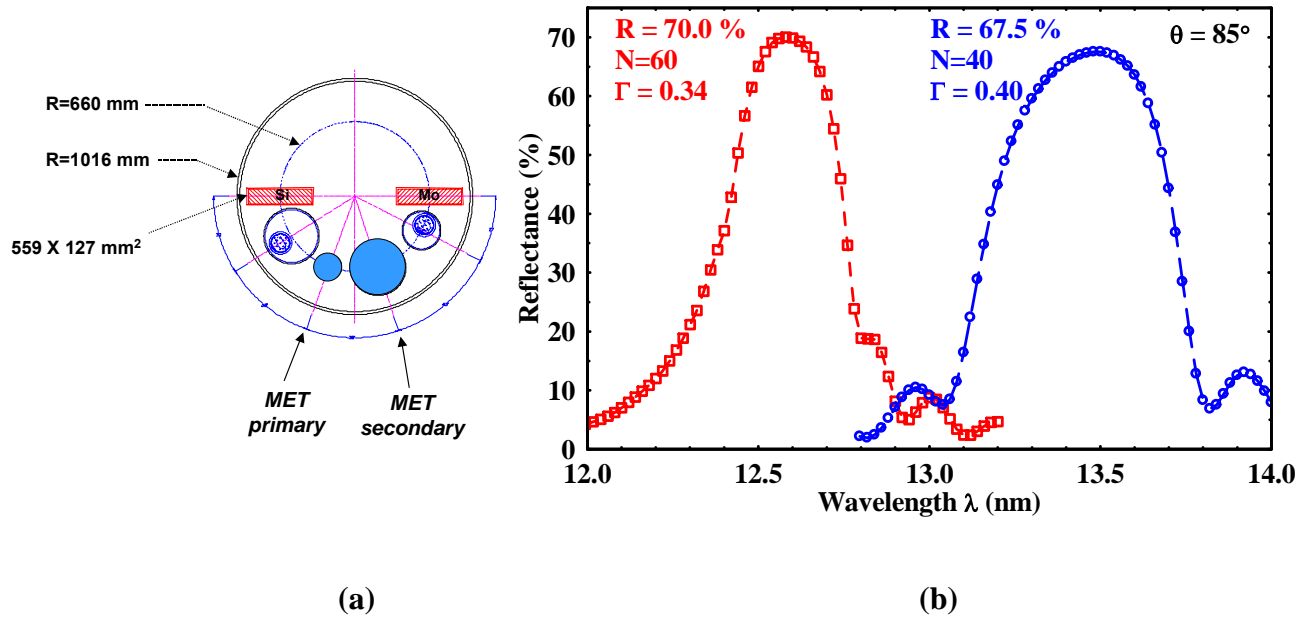 R=660 mm
R=1016 mm
559 X 127 mm²
Si
Mo
MET
primary
MET
secondary
(a)
R = 70.0 %
N=60
Γ = 0.34
R = 67.5 %
N=40
Γ = 0.40
θ = 85°
Reflectance (%)
70
60
50
40
30
20
10
0
12.0 12.5 13.0 13.5 14.0
Wavelength λ (nm)
(b)